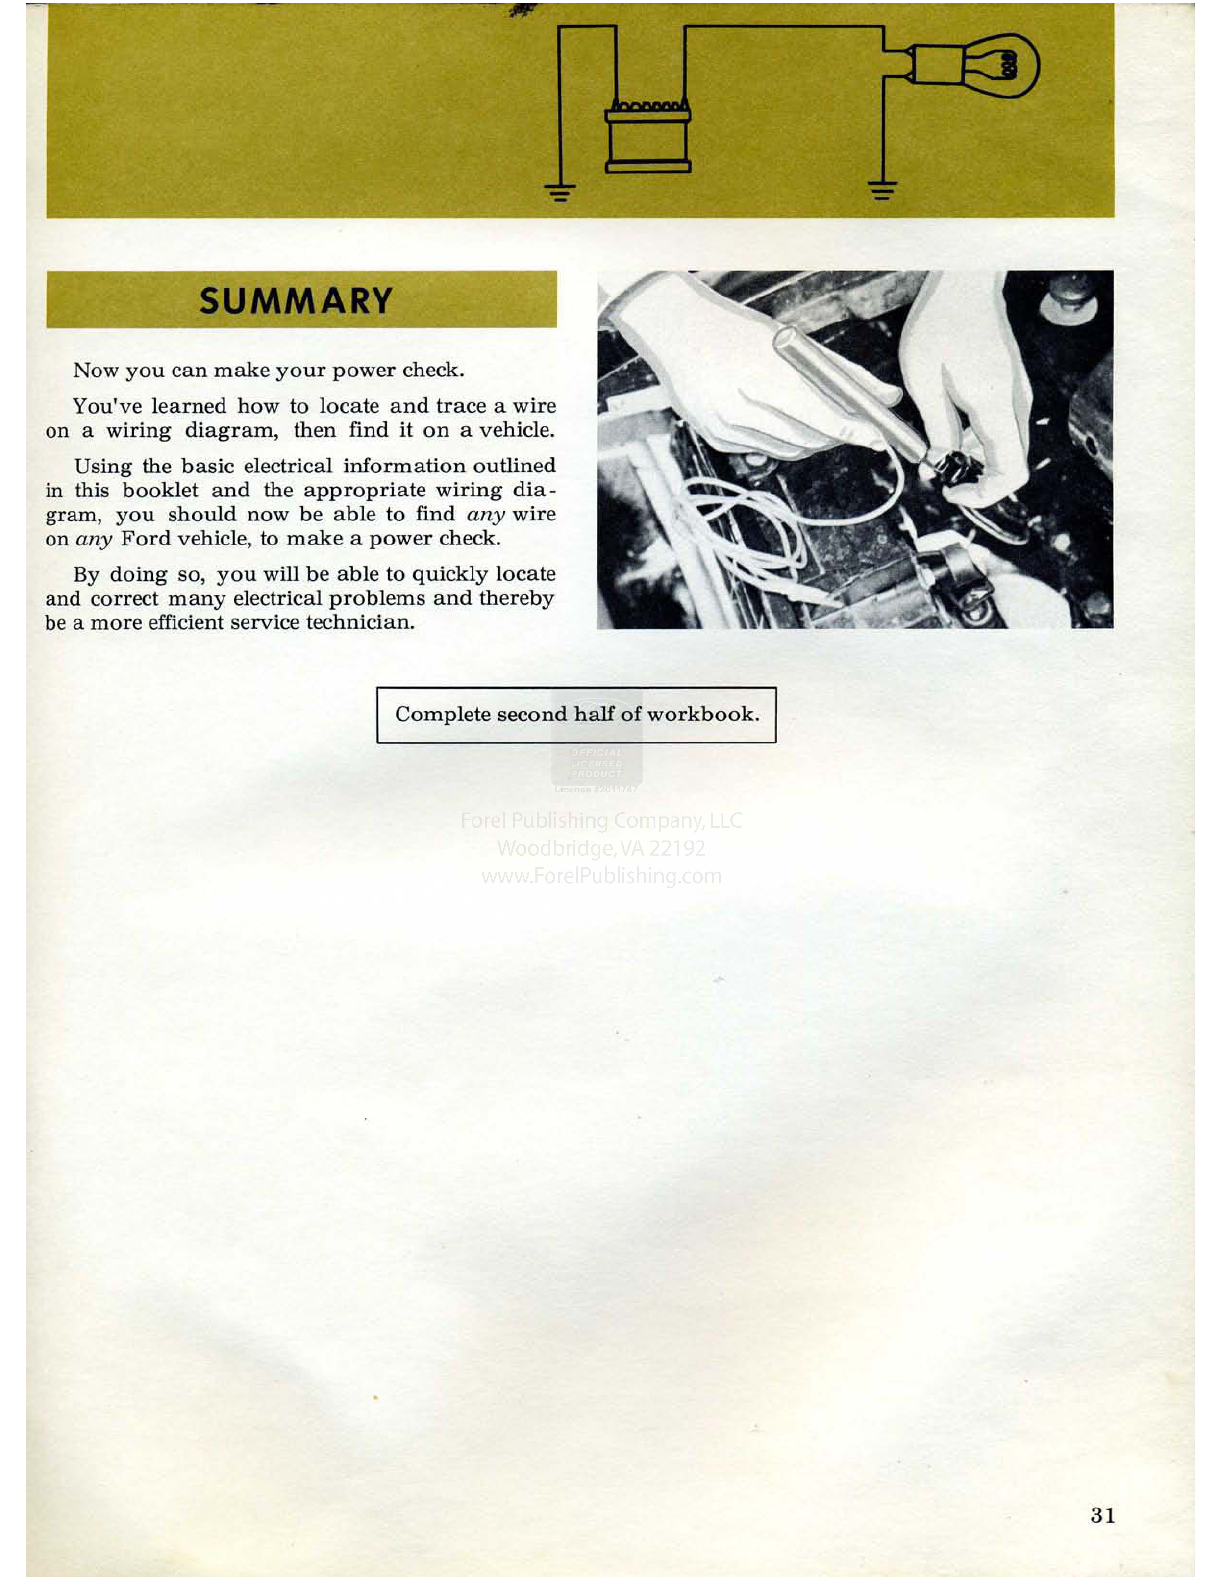 SUMMARY
Now you can make your power check.
You've learned how to locate and trace a wire
on a wiring diagram, then find it on a vehicle.
Using the basic electrical information outlined
in this booklet and the appropriate wiring dia-
gram, you should now be able to find any wire
on any Ford vehicle, to make a power check.
By doing so, you will be able to quickly locate
and correct many electrical problems and thereby
be a more efficient service technician.
Complete second half of workbook.
OFFICIAL
LICENSED
PRODUCT
License
Forel Publishing Company, LLC
Woodbridge, VA 22192
www.ForelPublishing.com
31